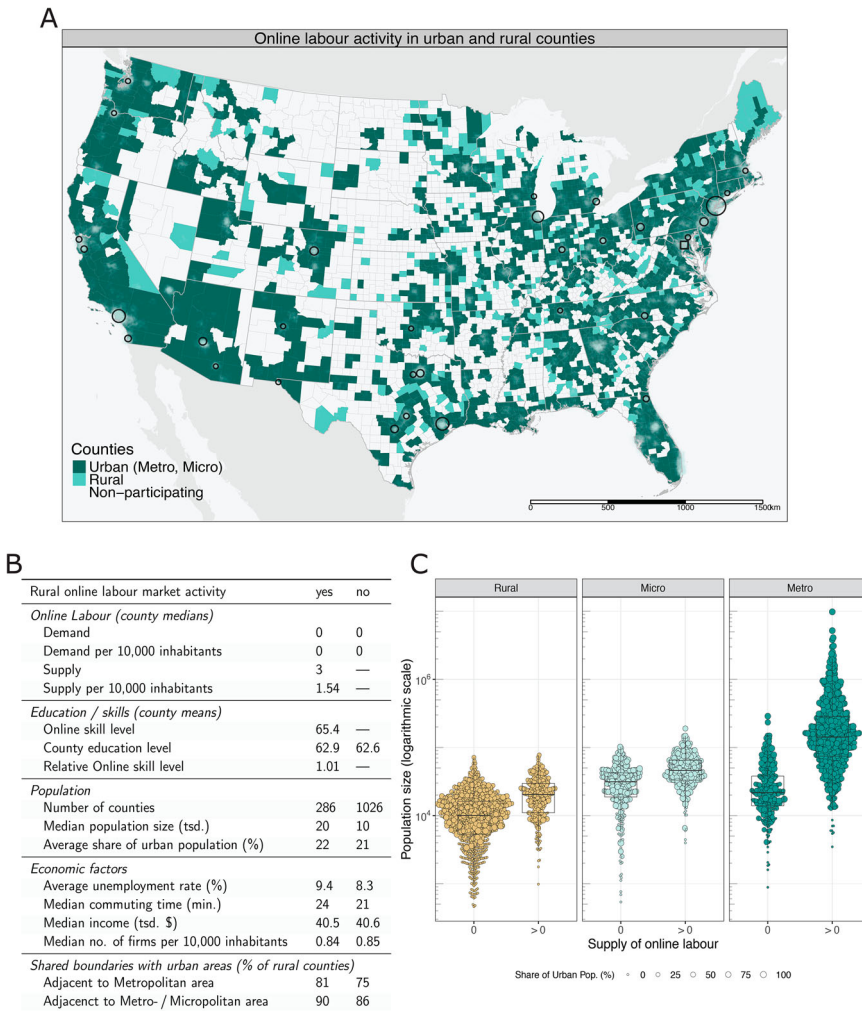 A
Online labour activity in urban and rural counties
Counties
Urban (Metro, Micro)
Rural
Non−participating
0 500 1000 1500km
B
Rural online labour market activity yes no
Online Labour (county medians)
Demand 0 0
Demand per 10,000 inhabitants 0 0
Supply 3 —
Supply per 10,000 inhabitants 1.54 —
Education / skills (county means)
Online skill level 65.4 —
County education level 62.9 62.6
Relative Online skill level 1.01 —
Population
Number of counties 286 1026
Median population size (tsd.) 20 10
Average share of urban population (%) 22 21
Economic factors
Average unemployment rate (%) 9.4 8.3
Median commuting time (min.) 24 21
Median income (tsd. $) 40.5 40.6
Median no. of firms per 10,000 inhabitants 0.84 0.85
Shared boundaries with urban areas (% of rural counties)
Adjacent to Metropolitan area 81 75
Adjacenct to Metro- / Micropolitan area 90 86
C
Rural Micro Metro
Population size (logarithmic scale)
10^6
10^4
0 > 0 0 > 0 0 > 0
Supply of online labour
Share of Urban Pop. (%) 0 25 50 75 100